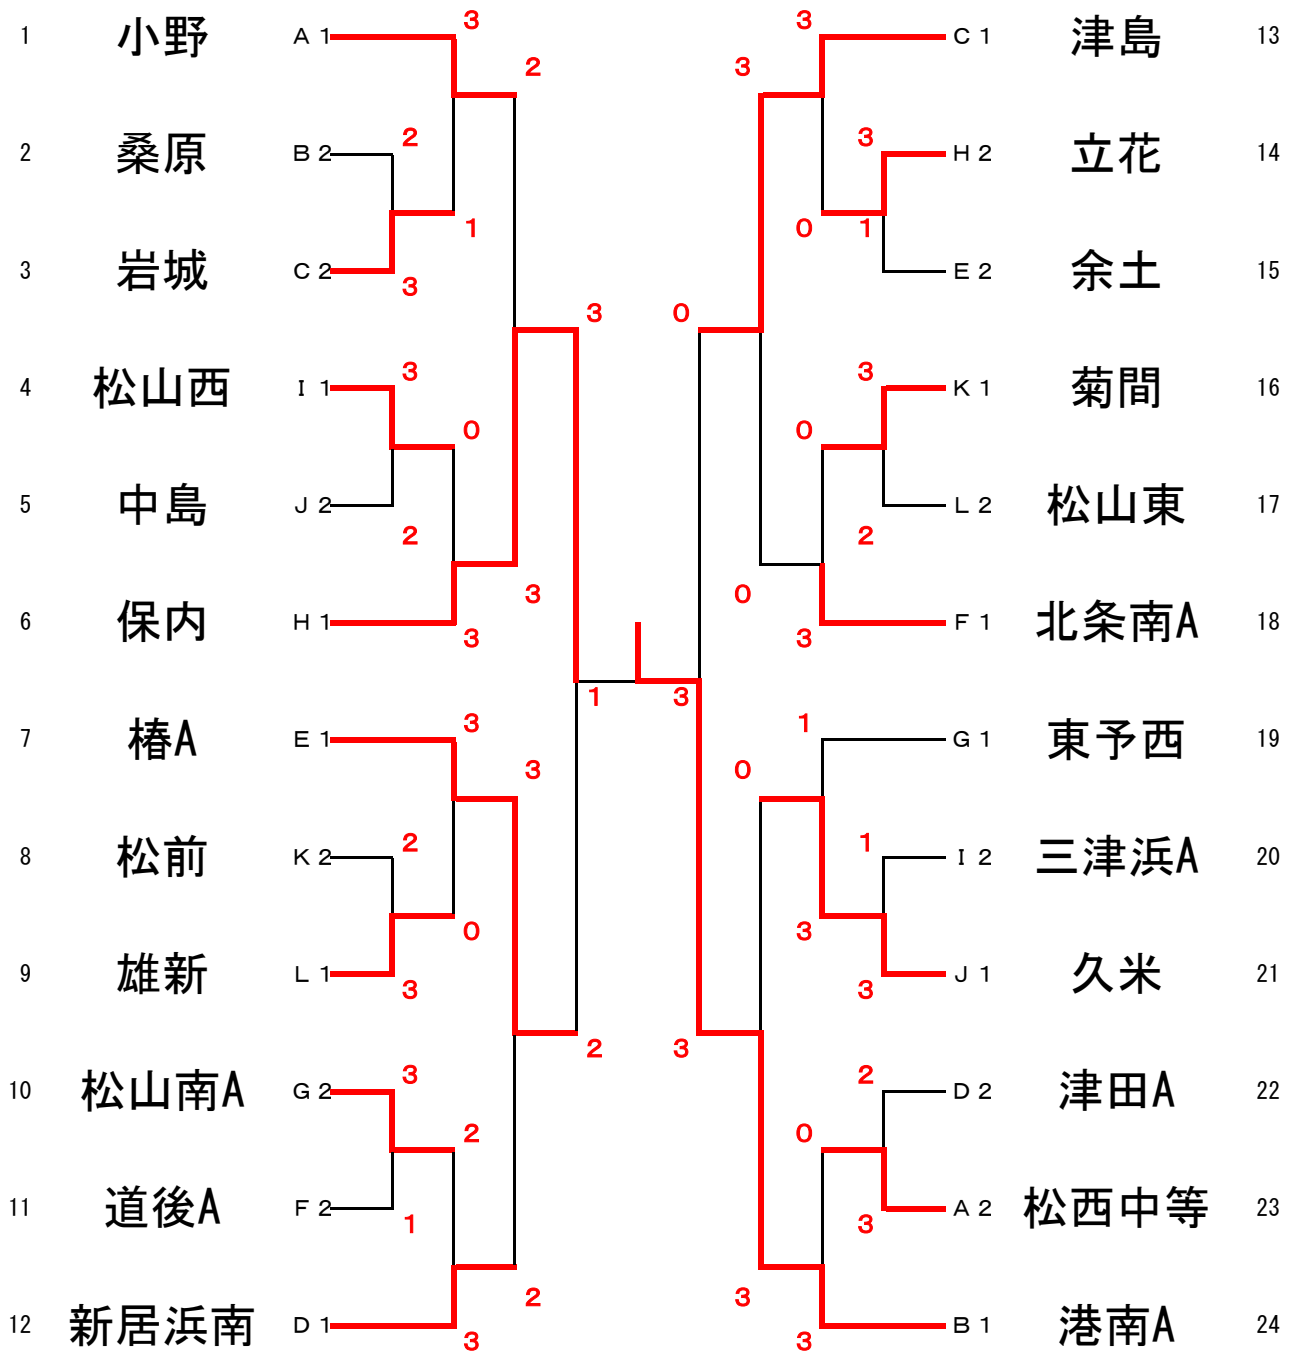 3 3
1 小野 A 1 C 1 津島 13
2 3
2 3
2 桑原 B 2 H 2 立花 14
1 0 1
3 岩城 C 2 E 2 余土 15
3
3 0
3 3
4 松山西 I 1 K 1 菊間 16
0 0
5 中島 J 2 L 2 松山東 17
2 2
3 0
6 保内 H 1 F 1 北条南A 18
3 3
1 3
3 1
7 椿A E 1 G 1 東予西 19
3 0
2 1
8 松前 K 2 I 2 三津浜A 20
0 3
9 雄新 L 1 J 1 久米 21
3 3
2 3
3 2
10 松山南A G 2 D 2 津田A 22
2 0
11 道後A F 2 A 2 松西中等 23
1 3
2 3
12 新居浜南 D 1 B 1 港南A 24
3 3